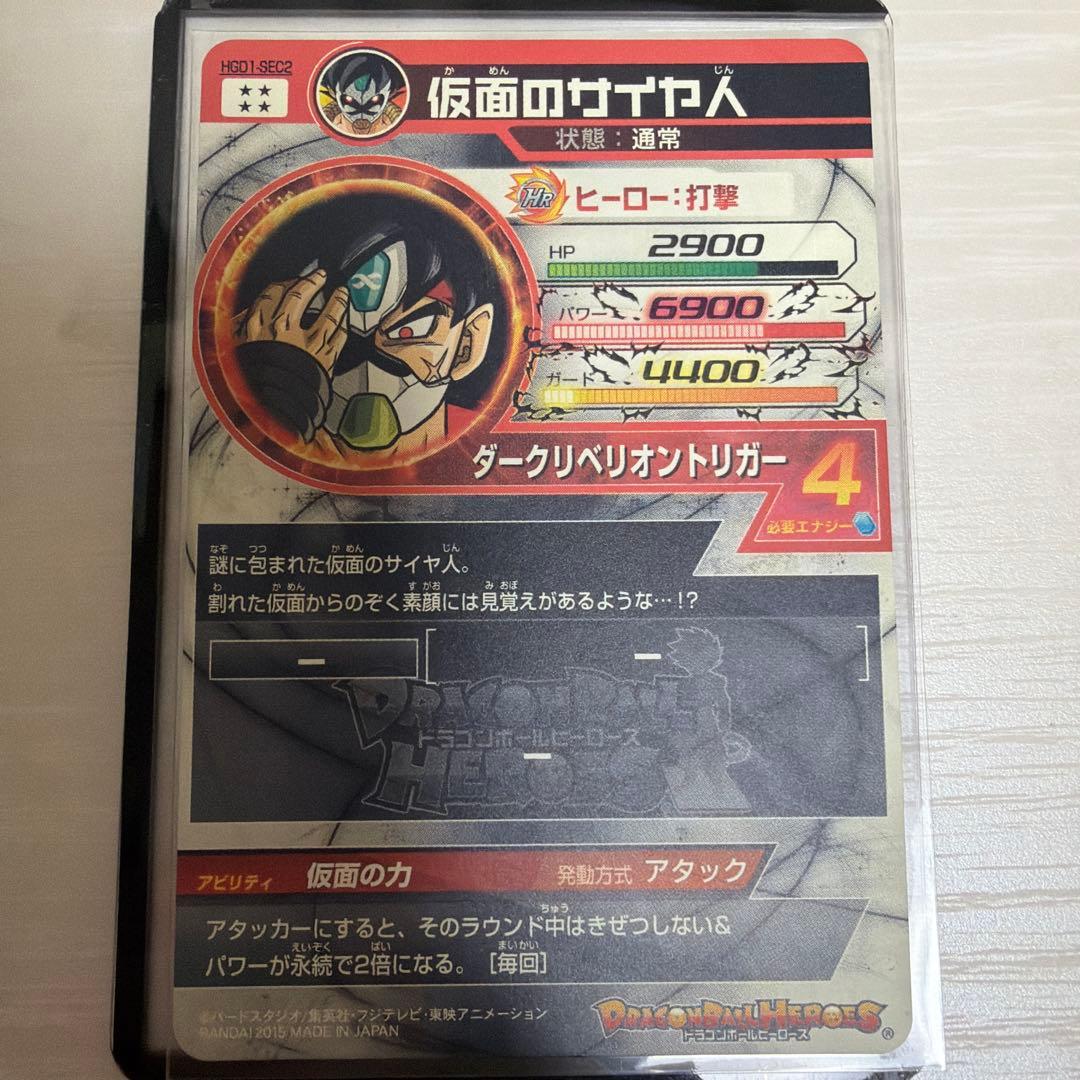 HGD1-SEC2
仮面のサイヤ人
かめん
じん
状態：通常
HR ヒーロー：打撃
HP 2900
パワー 6900
ガード 4400
ダークリベリオントリガー 4
必要エナジー
なぞ つつ かめん じん
謎に包まれた仮面のサイヤ人。
わ かめん すがお みおぼ
割れた仮面からのぞく素顔には見覚えがあるような…!?
DRAGON BALL
ドラゴンボールヒーローズ
HEROES
アビリティ 仮面の力 発動方式 アタック
ちゅう
アタッカーにすると、そのラウンド中はきぜつしない&
えいぞく ばい まいかい
パワーが永続で2倍になる。［毎回］
©バードスタジオ/集英社・フジテレビ・東映アニメーション
BANDAI 2015 MADE IN JAPAN
DRAGON BALL HEROES
ドラゴンボールヒーローズ ®